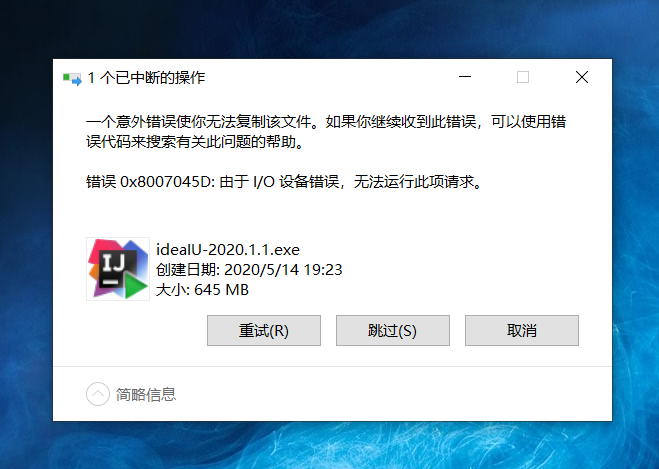 1 个已中断的操作
一个意外错误使你无法复制该文件。如果你继续收到此错误，可以使用错
误代码来搜索有关此问题的帮助。
错误 0x8007045D: 由于 I/O 设备错误，无法运行此项请求。
IJ
ideaIU-2020.1.1.exe
创建日期: 2020/5/14 19:23
大小: 645 MB
重试(R)
跳过(S)
取消
简略信息